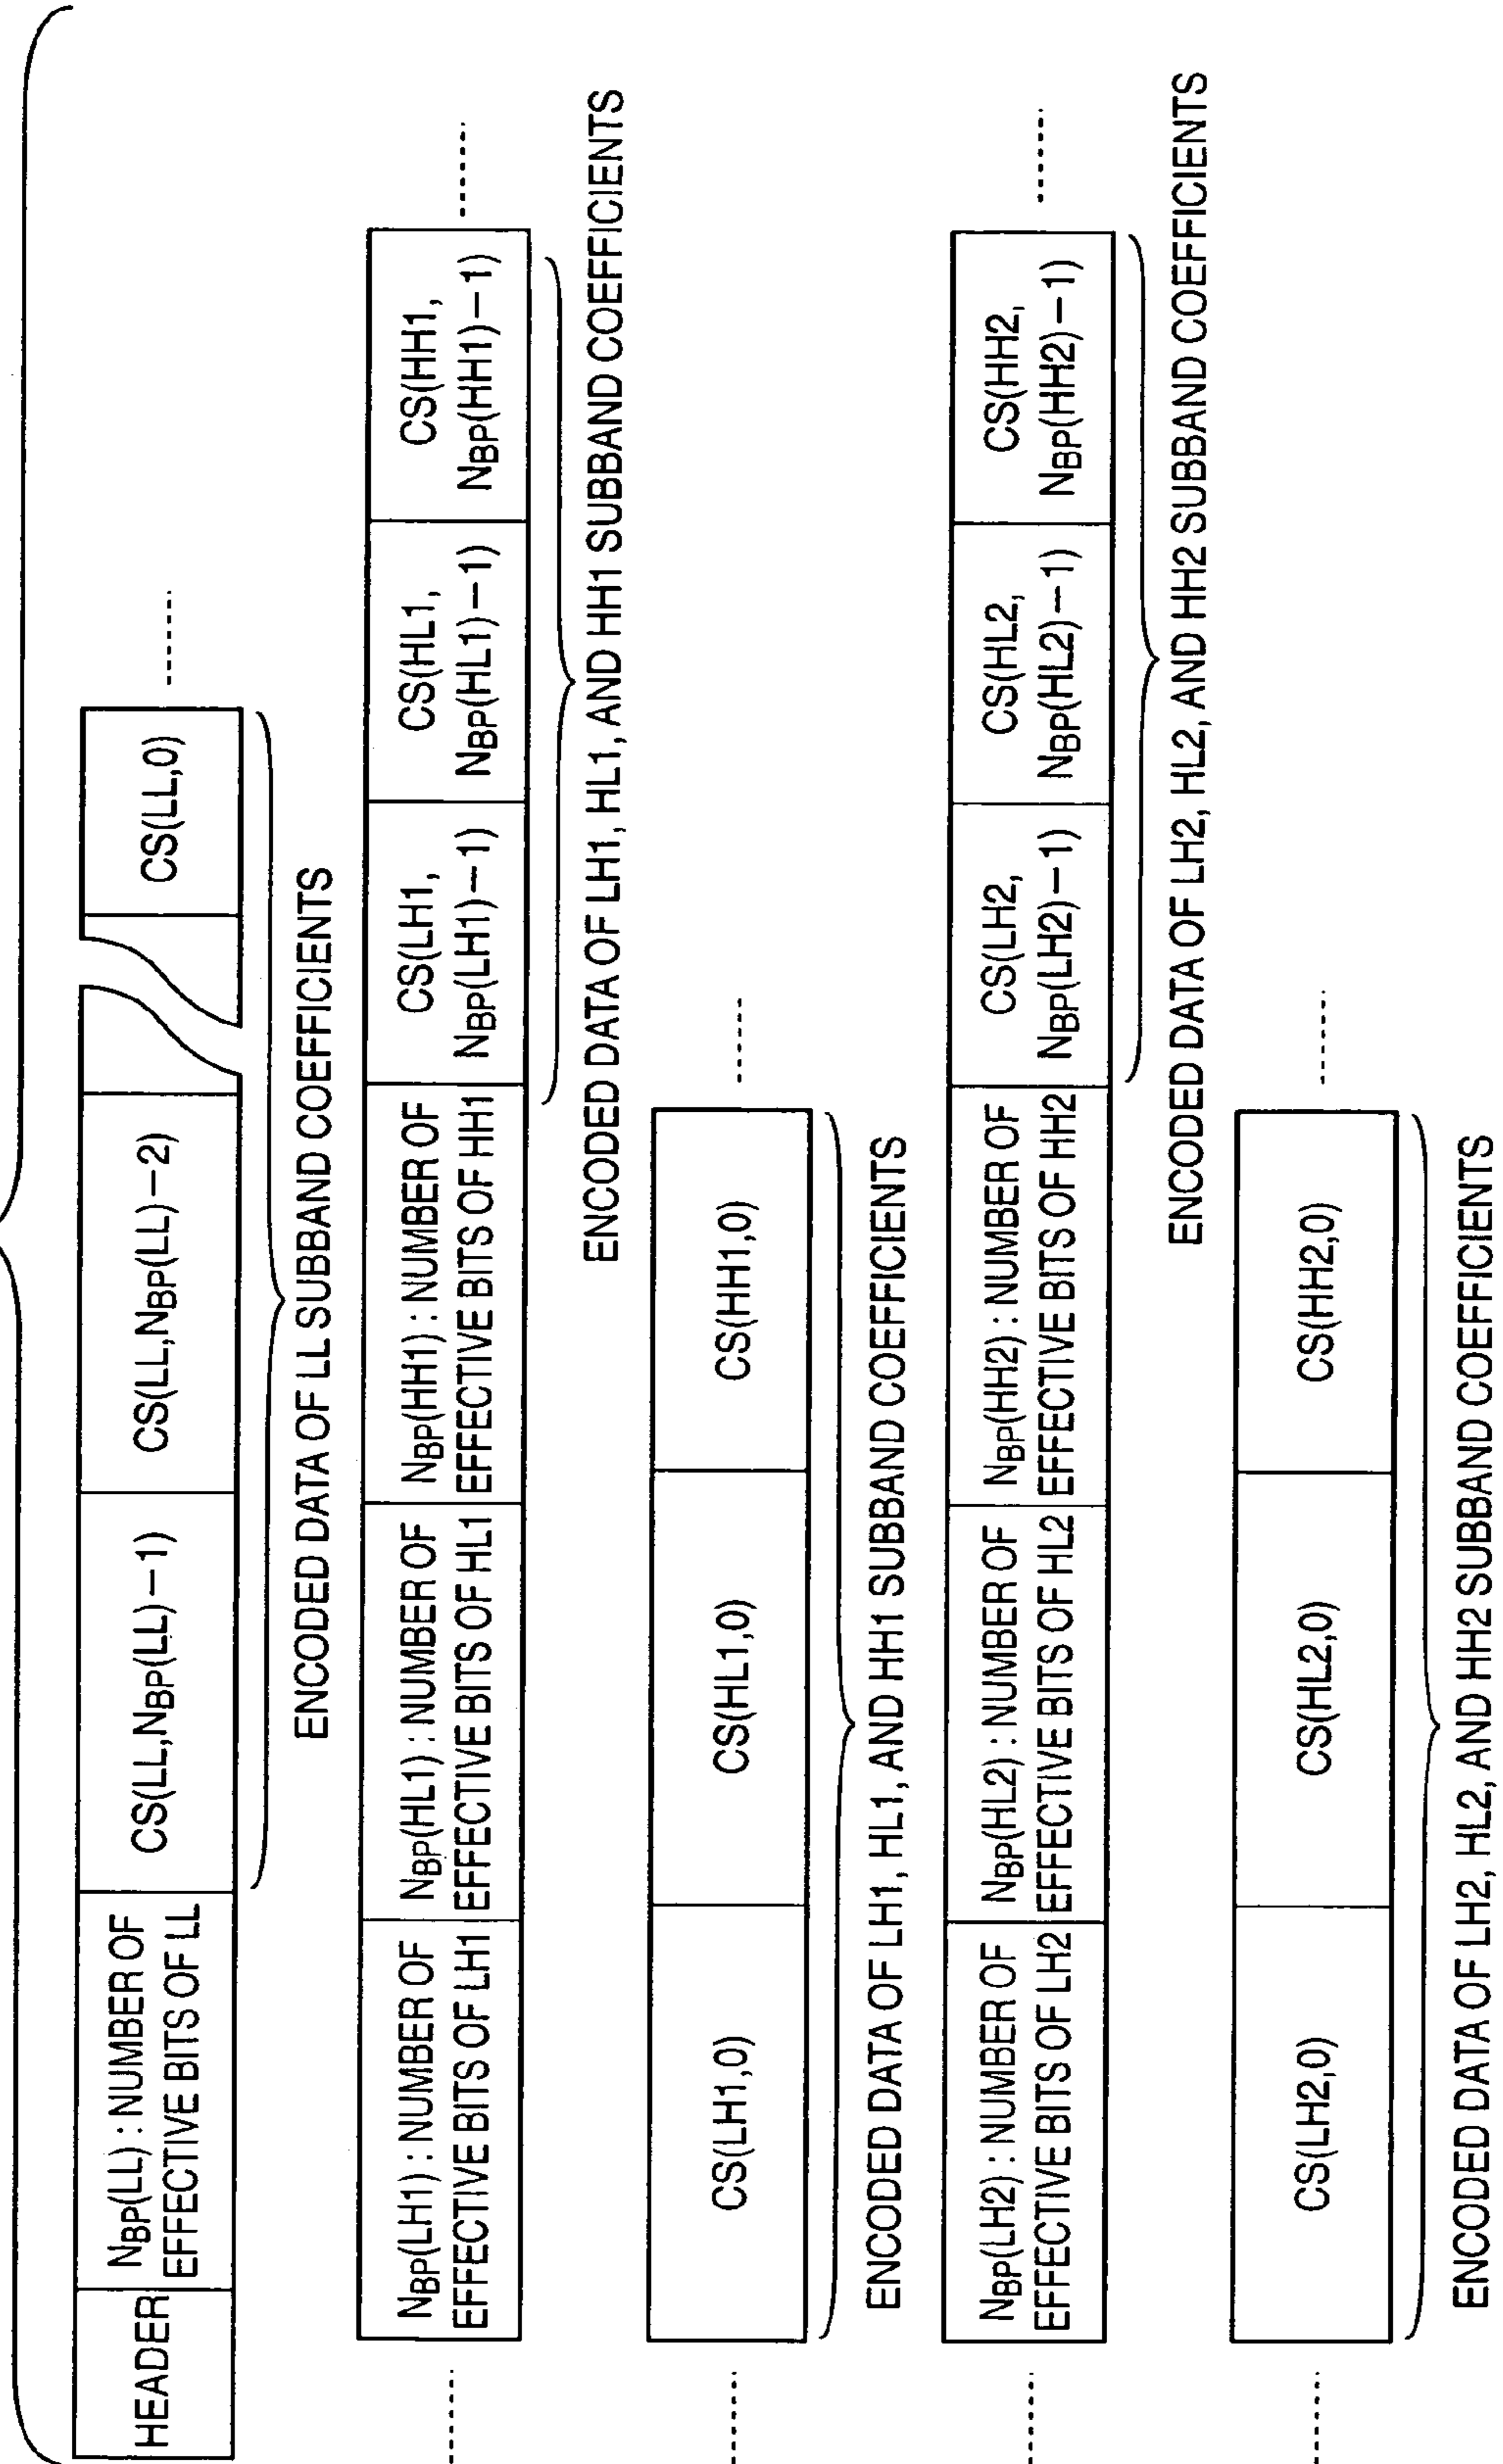 HEADER
NBP(LL) : NUMBER OF
EFFECTIVE BITS OF LL
CS(LL,NBP(LL)−1)
CS(LL,NBP(LL)−2)
CS(LL,0)
ENCODED DATA OF LL SUBBAND COEFFICIENTS
NBP(LH1) : NUMBER OF
EFFECTIVE BITS OF LH1
NBP(HL1) : NUMBER OF
EFFECTIVE BITS OF HL1
NBP(HH1) : NUMBER OF
EFFECTIVE BITS OF HH1
CS(LH1,
NBP(LH1)−1)
CS(HL1,
NBP(HL1)−1)
CS(HH1,
NBP(HH1)−1)
ENCODED DATA OF LH1, HL1, AND HH1 SUBBAND COEFFICIENTS
CS(LH1,0)
CS(HL1,0)
CS(HH1,0)
ENCODED DATA OF LH1, HL1, AND HH1 SUBBAND COEFFICIENTS
NBP(LH2) : NUMBER OF
EFFECTIVE BITS OF LH2
NBP(HL2) : NUMBER OF
EFFECTIVE BITS OF HL2
NBP(HH2) : NUMBER OF
EFFECTIVE BITS OF HH2
CS(LH2,
NBP(LH2)−1)
CS(HL2,
NBP(HL2)−1)
CS(HH2,
NBP(HH2)−1)
ENCODED DATA OF LH2, HL2, AND HH2 SUBBAND COEFFICIENTS
CS(LH2,0)
CS(HL2,0)
CS(HH2,0)
ENCODED DATA OF LH2, HL2, AND HH2 SUBBAND COEFFICIENTS